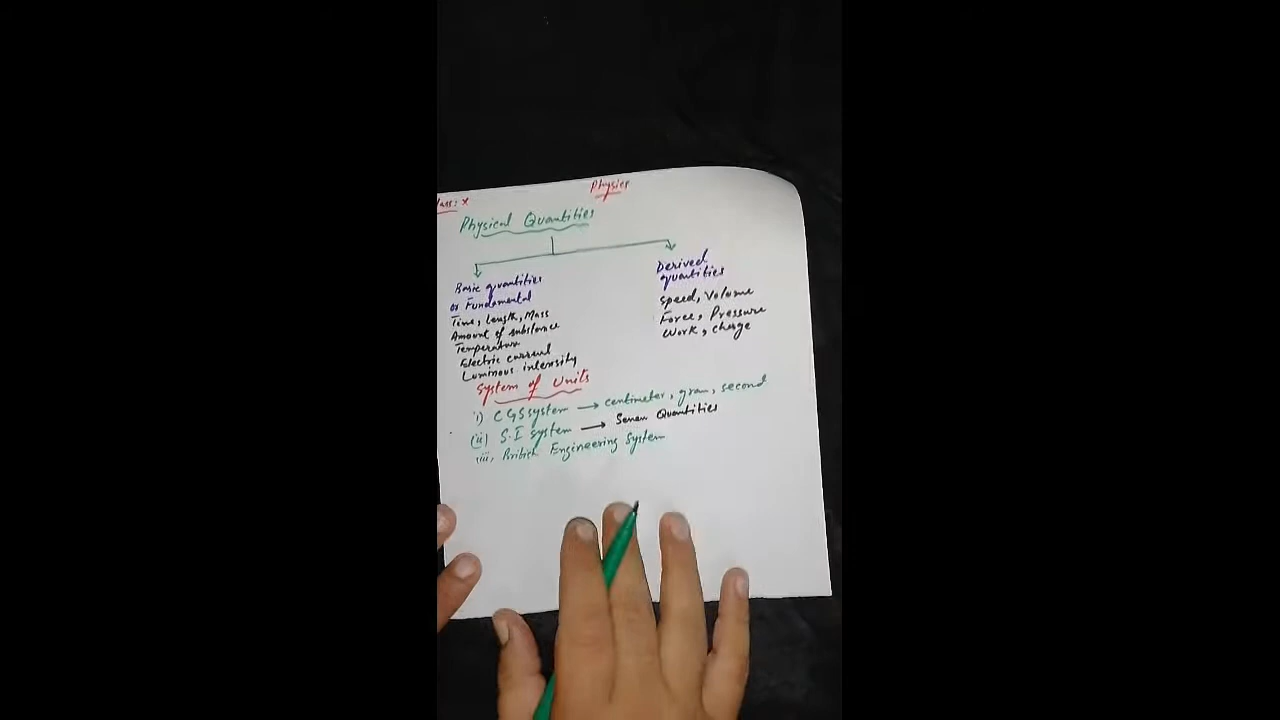 Physics
lass: X
Physical Quantities
Basic quantities
or Fundamental
Time, Length, Mass
Amount of substance
Temperature
Electric current
Luminous intensity
Derived
quantities
Speed, Volume
Force, Pressure
Work, charge
System of Units
i) CGS system → centimeter, gram, second
(ii) S.I system → Seven Quantities
iii, British Engineering System